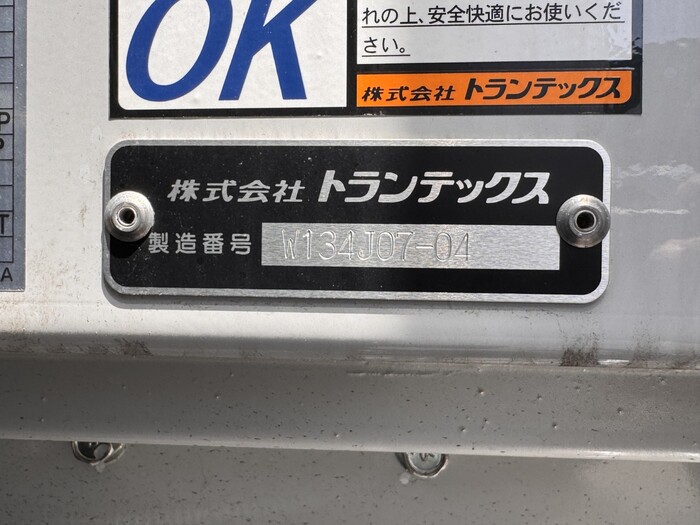 OK
れの上、安全快適にお使いくだ
さい。
株式会社 トランテックス
株式会社 トランテックス
製造番号 W134J07-04
P
P
T
A